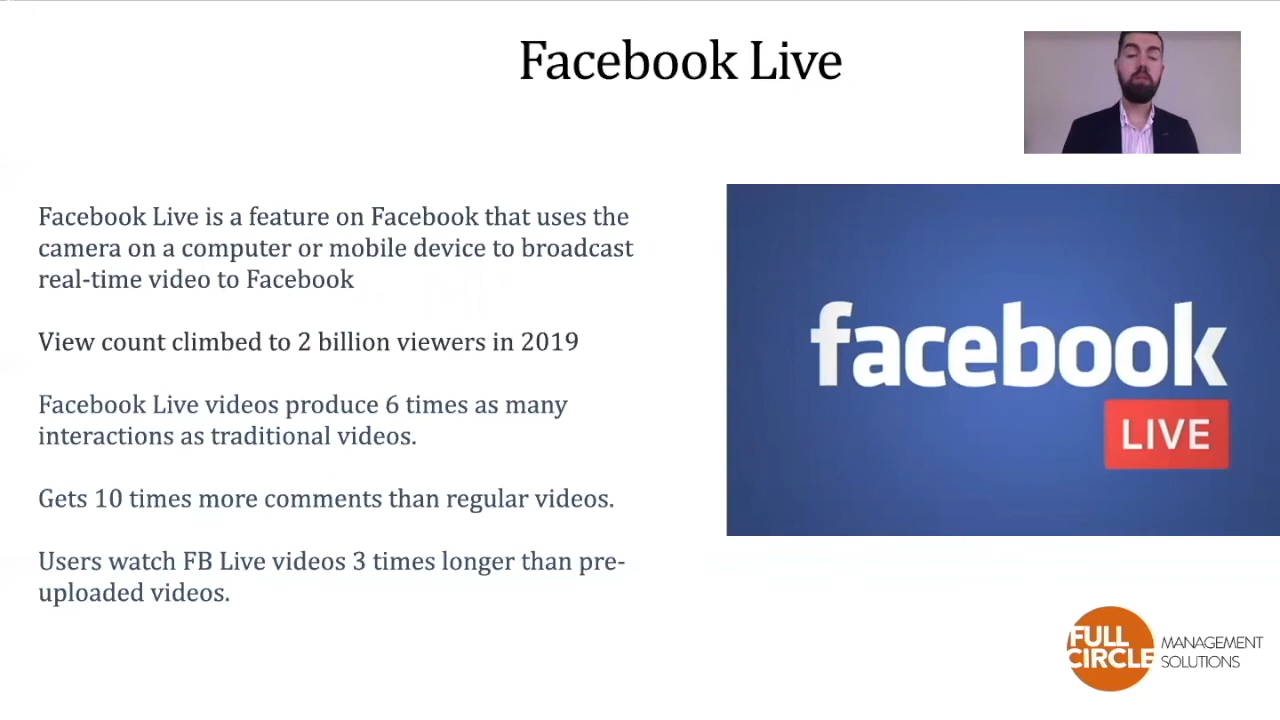 Facebook Live
Facebook Live is a feature on Facebook that uses the
camera on a computer or mobile device to broadcast
real-time video to Facebook
View count climbed to 2 billion viewers in 2019
Facebook Live videos produce 6 times as many
interactions as traditional videos.
Gets 10 times more comments than regular videos.
Users watch FB Live videos 3 times longer than pre-
uploaded videos.
facebook
LIVE
FULL
CIRCLE
MANAGEMENT
SOLUTIONS